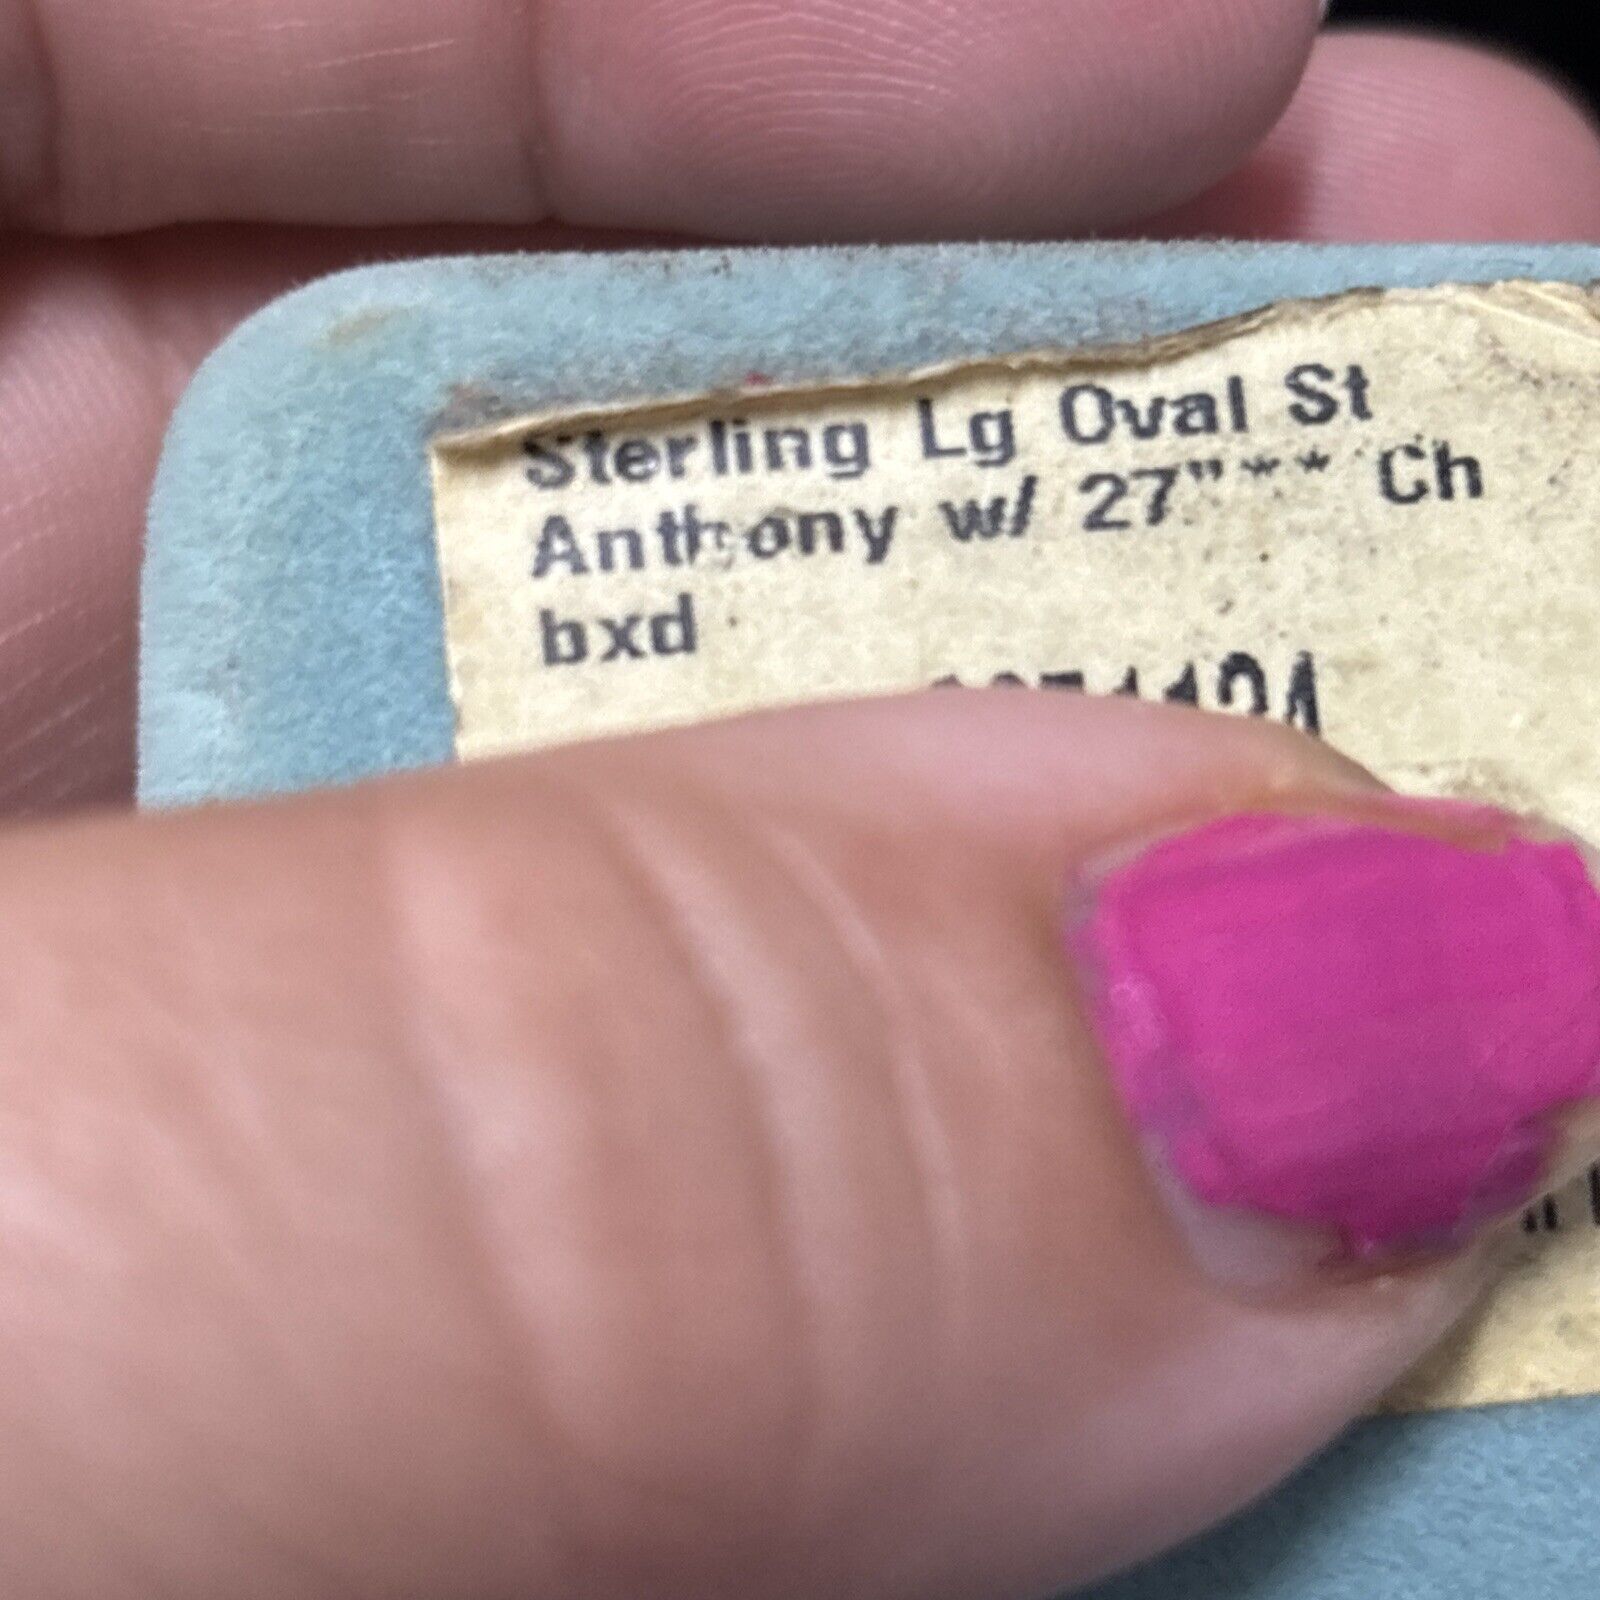 Sterling Lg Oval St
Anthony w/ 27"** Ch
bxd